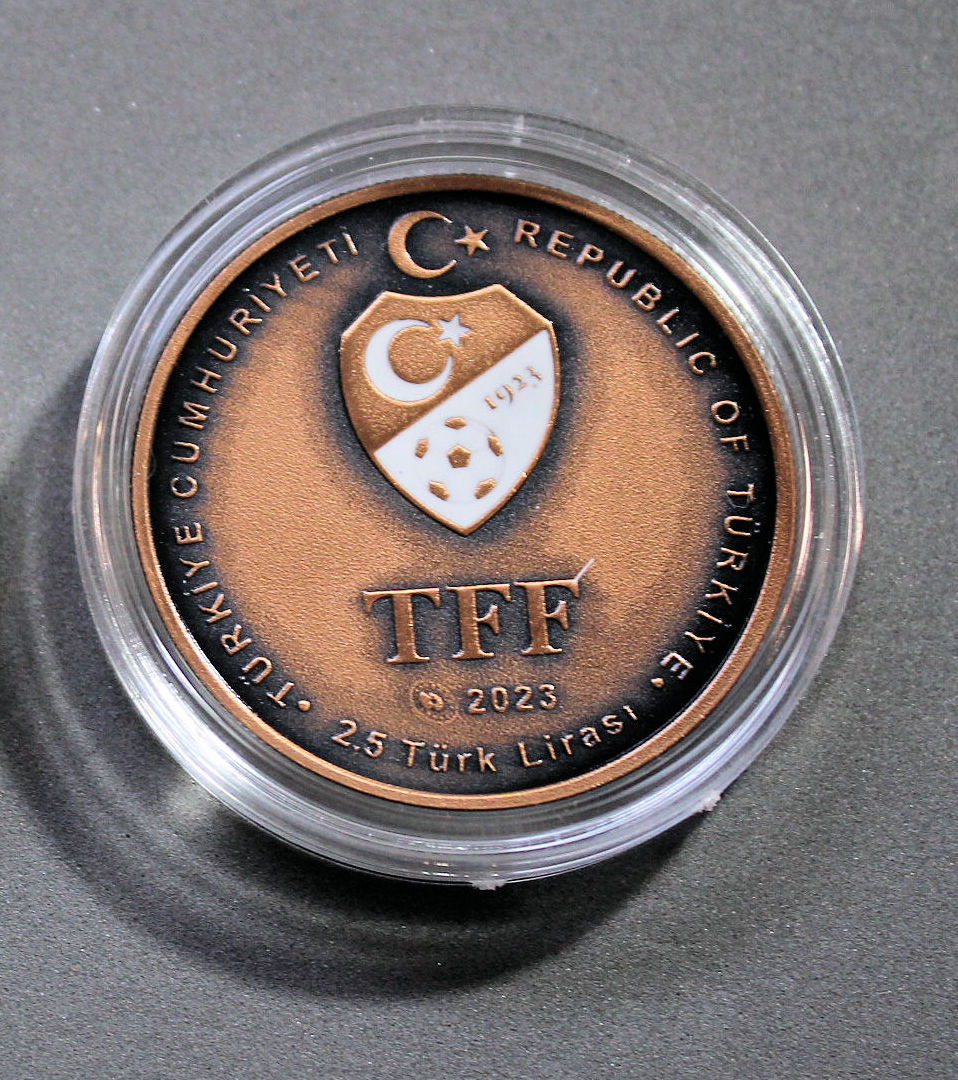 • TÜRKİYE CUMHURİYETİ
REPUBLIC OF TÜRKİYE •
1923
TFF
2023
2.5 Türk Lirası